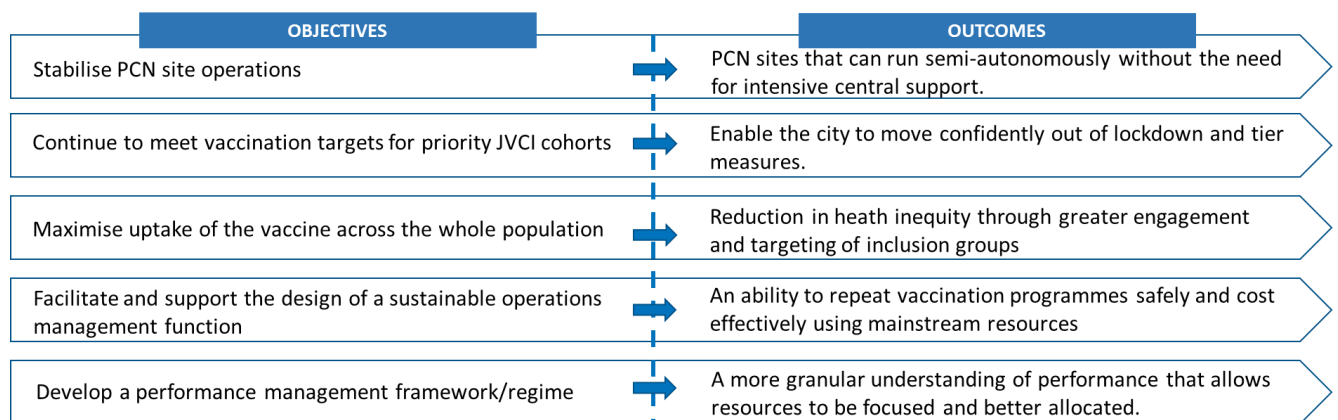 OBJECTIVES
OUTCOMES
Stabilise PCN site operations
PCN sites that can run semi-autonomously without the need
for intensive central support.
Continue to meet vaccination targets for priority JVCI cohorts
Enable the city to move confidently out of lockdown and tier
measures.
Maximise uptake of the vaccine across the whole population
Reduction in heath inequity through greater engagement
and targeting of inclusion groups
Facilitate and support the design of a sustainable operations
management function
An ability to repeat vaccination programmes safely and cost
effectively using mainstream resources
Develop a performance management framework/regime
A more granular understanding of performance that allows
resources to be focused and better allocated.